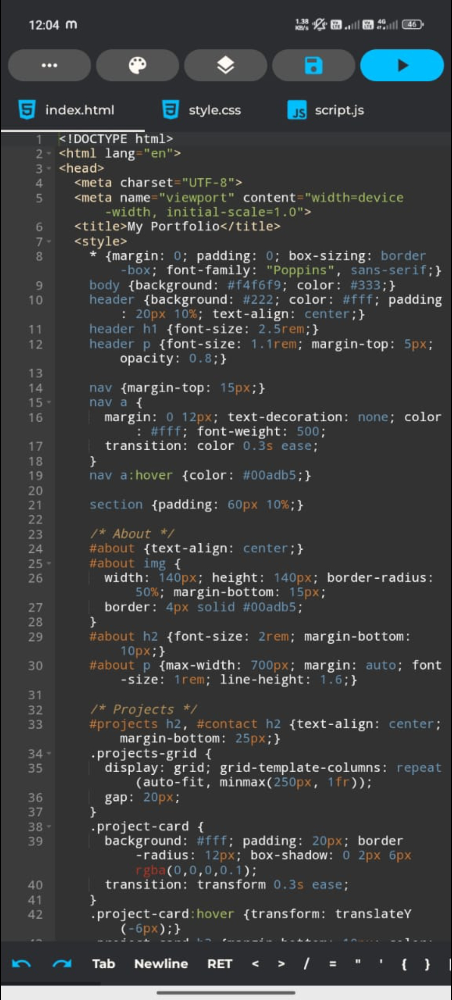 12:04 m
1.38 KB/s 4G 46
index.html style.css JS script.js
1 <!DOCTYPE html>
2 <html lang="en">
3 <head>
4 <meta charset="UTF-8">
5 <meta name="viewport" content="width=device
-width, initial-scale=1.0">
6 <title>My Portfolio</title>
7 <style>
8 * {margin: 0; padding: 0; box-sizing: border
-box; font-family: "Poppins", sans-serif;}
9 body {background: #f4f6f9; color: #333;}
10 header {background: #222; color: #fff; padding
: 20px 10%; text-align: center;}
11 header h1 {font-size: 2.5rem;}
12 header p {font-size: 1.1rem; margin-top: 5px;
opacity: 0.8;}
13
14 nav {margin-top: 15px;}
15 nav a {
16 margin: 0 12px; text-decoration: none; color
: #fff; font-weight: 500;
17 transition: color 0.3s ease;
18 }
19 nav a:hover {color: #00adb5;}
20
21 section {padding: 60px 10%;}
22
23 /* About */
24 #about {text-align: center;}
25 #about img {
26 width: 140px; height: 140px; border-radius:
50%; margin-bottom: 15px;
27 border: 4px solid #00adb5;
28 }
29 #about h2 {font-size: 2rem; margin-bottom:
10px;}
30 #about p {max-width: 700px; margin: auto; font
-size: 1rem; line-height: 1.6;}
31
32 /* Projects */
33 #projects h2, #contact h2 {text-align: center;
margin-bottom: 25px;}
34 .projects-grid {
35 display: grid; grid-template-columns: repeat
(auto-fit, minmax(250px, 1fr));
36 gap: 20px;
37 }
38 .project-card {
39 background: #fff; padding: 20px; border
-radius: 12px; box-shadow: 0 2px 6px
rgba(0,0,0,0.1);
40 transition: transform 0.3s ease;
41 }
42 .project-card:hover {transform: translateY
(-6px);}
Tab Newline RET < > / = " ' { }